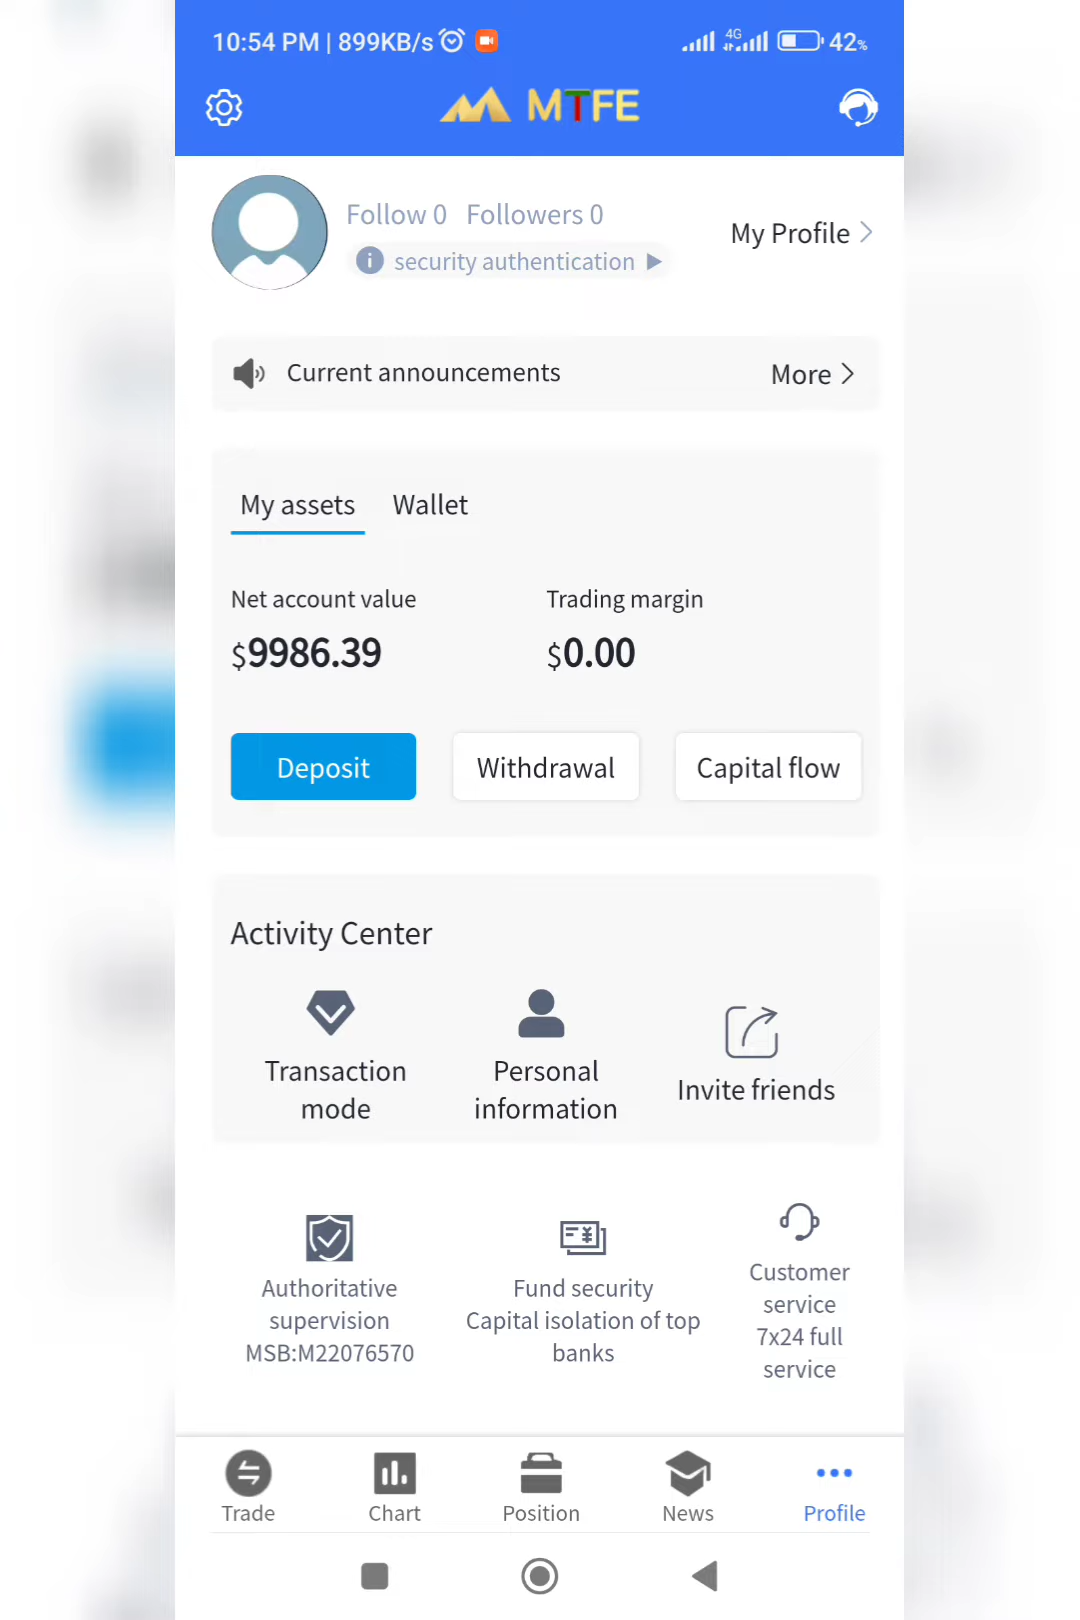 10:54 PM | 899KB/s 4G 42%
MTFE
Follow 0 Followers 0
My Profile
security authentication
Current announcements More
My assets Wallet
Net account value Trading margin
$9986.39 $0.00
Deposit Withdrawal Capital flow
Activity Center
Transaction
mode
Personal
information
Invite friends
Authoritative
supervision
MSB:M22076570
Fund security
Capital isolation of top
banks
Customer
service
7x24 full
service
Trade Chart Position News Profile